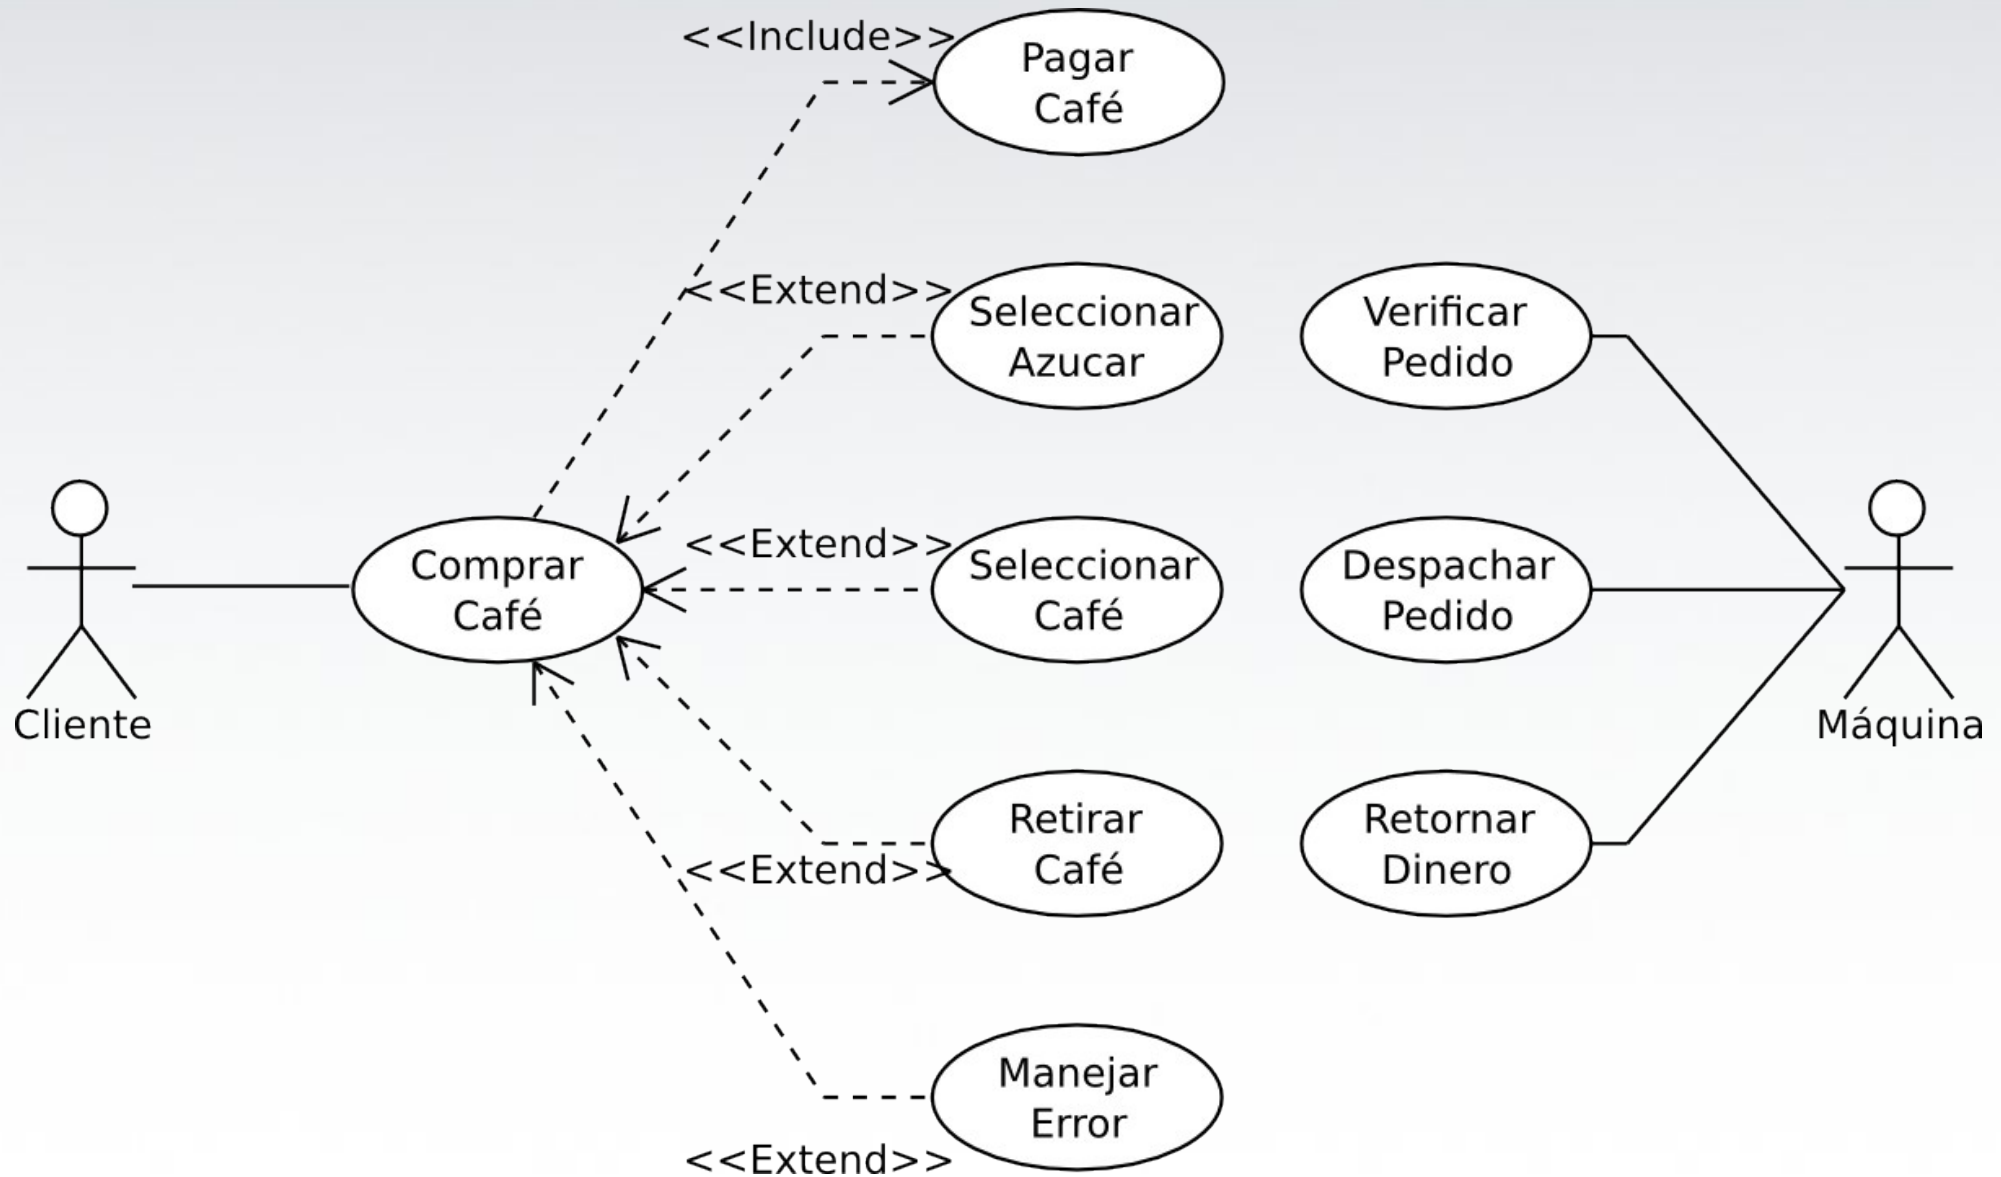 <<Include>>
Pagar
Café
<<Extend>>
Seleccionar
Azucar
Verificar
Pedido
<<Extend>>
Comprar
Café
Seleccionar
Café
Despachar
Pedido
Cliente
Máquina
Retirar
Café
<<Extend>>
Retornar
Dinero
Manejar
Error
<<Extend>>